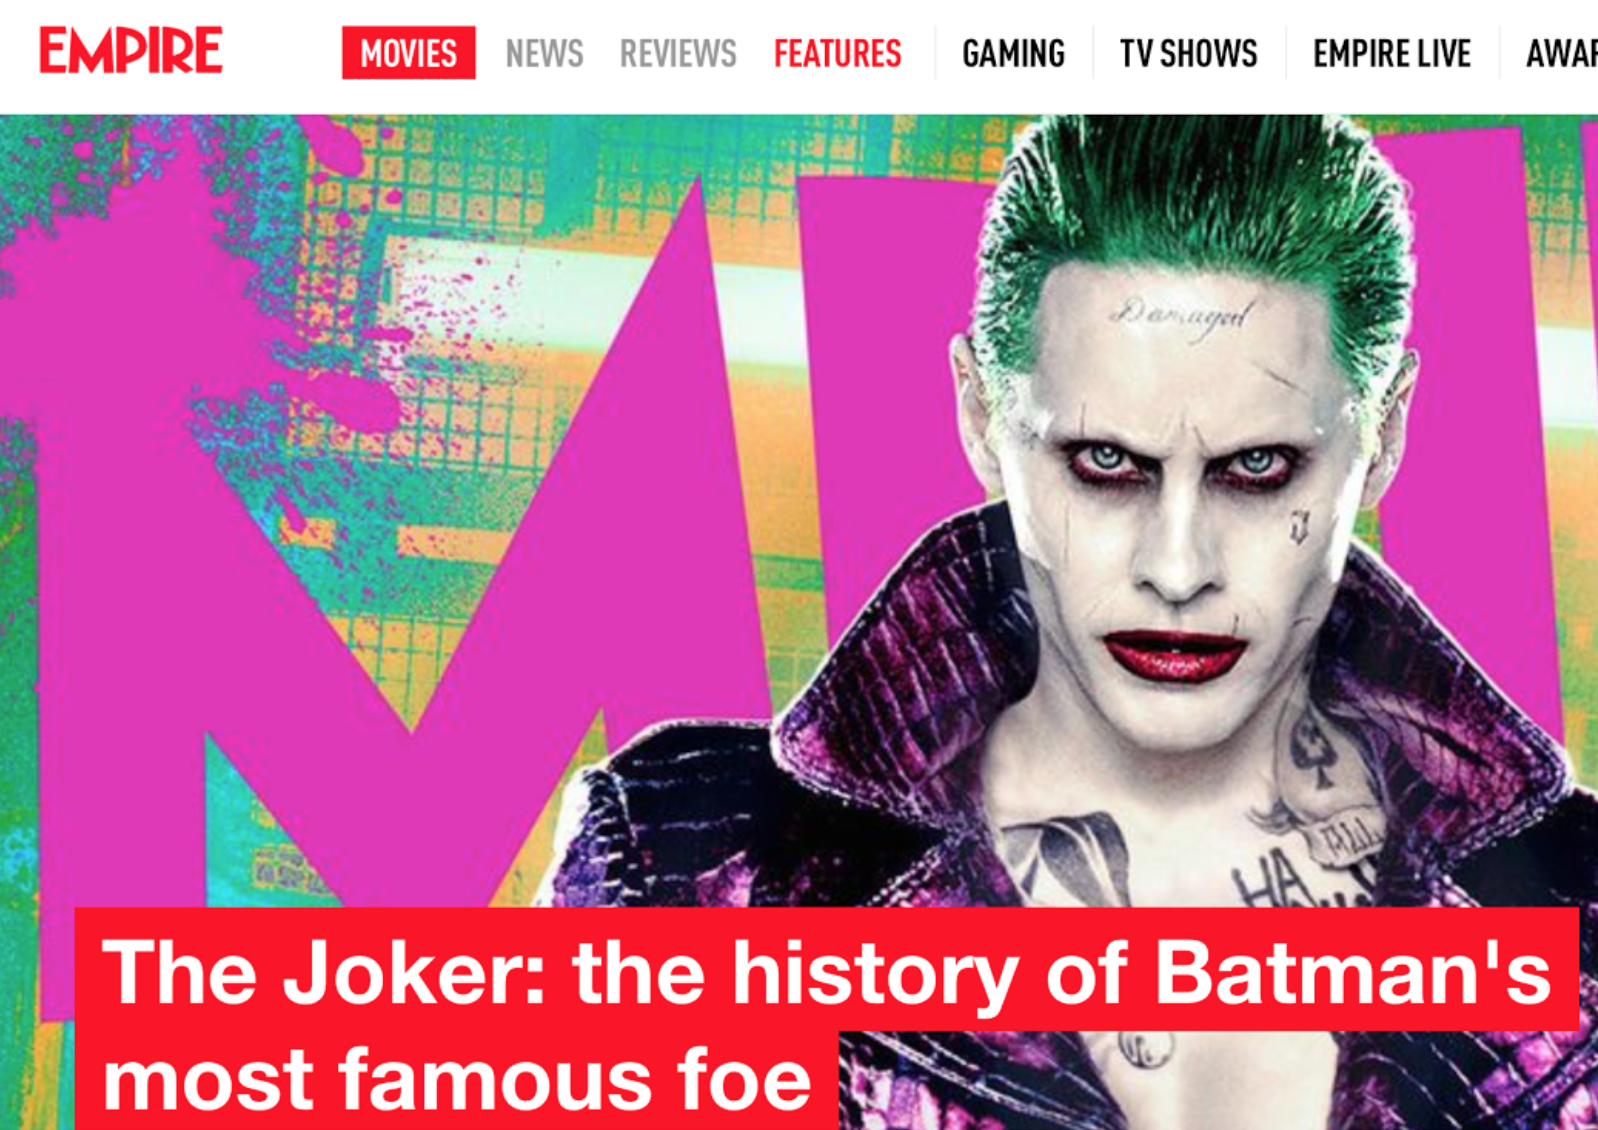 EMPIRE MOVIES NEWS REVIEWS FEATURES GAMING TV SHOWS EMPIRE LIVE
Damaged
J
HA
The Joker: the history of Batman's
most famous foe